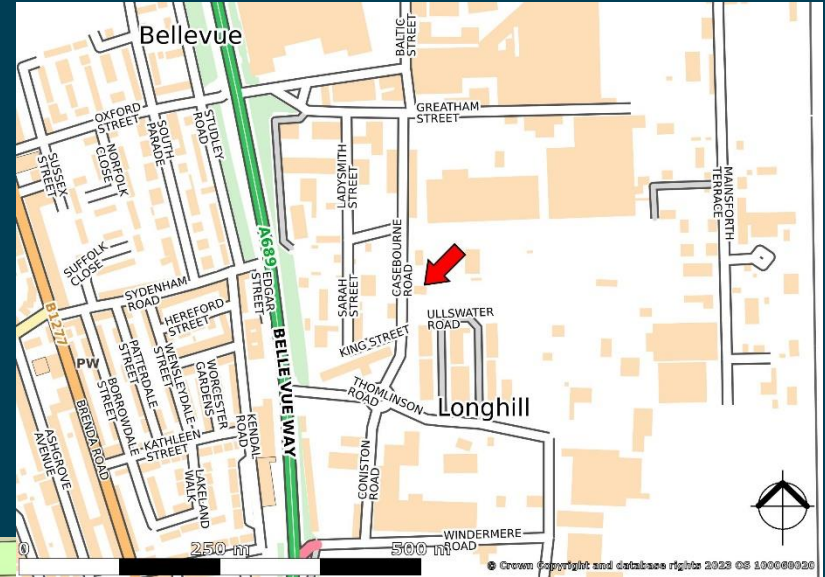 Bellevue
BALTIC
STREET
OXFORD
STREET
SOUTH
PARADE
STUDLEY
ROAD
GREATHAM
STREET
SUSSEX
STREET
NORFOLK
CLOSE
LADYSMITH
STREET
MAINSFORTH
TERRACE
CASEBOURNE
ROAD
A689
SUFFOLK
CLOSE
SYDENHAM
ROAD
EDGAR
STREET
SARAH
STREET
HEREFORD
STREET
B1277
ULLSWATER
ROAD
KING STREET
BELLE VUE WAY
PW
PATTERDALE
STREET
WENSLEYDALE
STREET
WORCESTER
GARDENS
BORROWDALE
STREET
BRENDA ROAD
THOMLINSON
ROAD
Longhill
ASHGROVE
AVENUE
KATHLEEN
STREET
KENDAL
ROAD
LAKELAND
WALK
CONISTON
ROAD
WINDERMERE
ROAD
0 250 m 500 m
© Crown Copyright and database rights 2023 OS 100060020